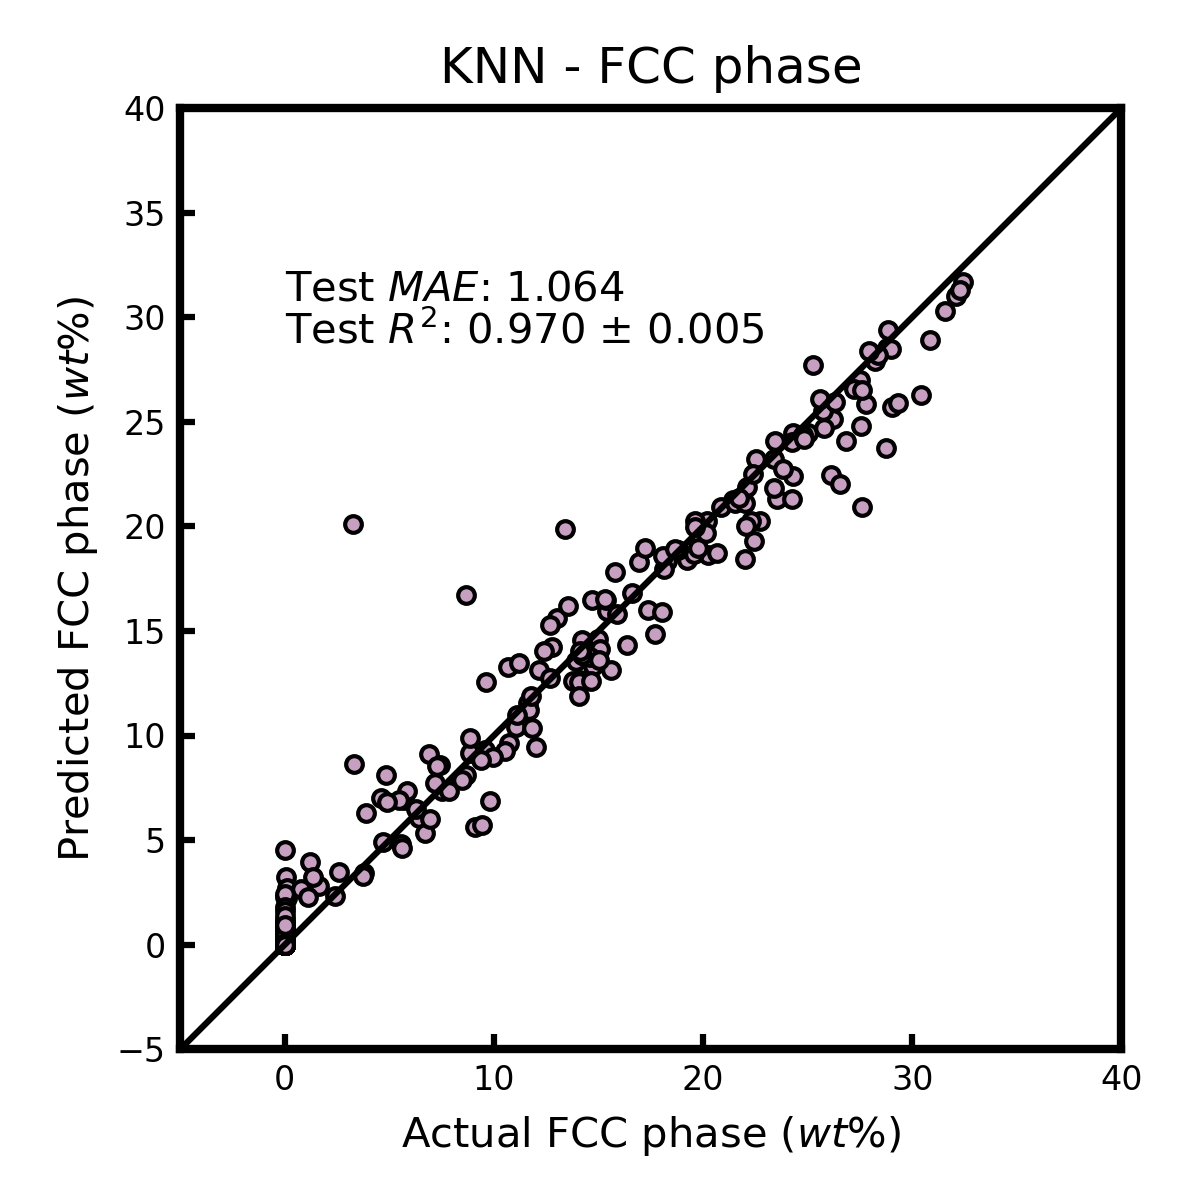 KNN - FCC phase
40
35
30
25
20
15
10
5
0
−5
Test MAE: 1.064
Test R²: 0.970 ± 0.005
Predicted FCC phase (wt%)
0 10 20 30 40
Actual FCC phase (wt%)